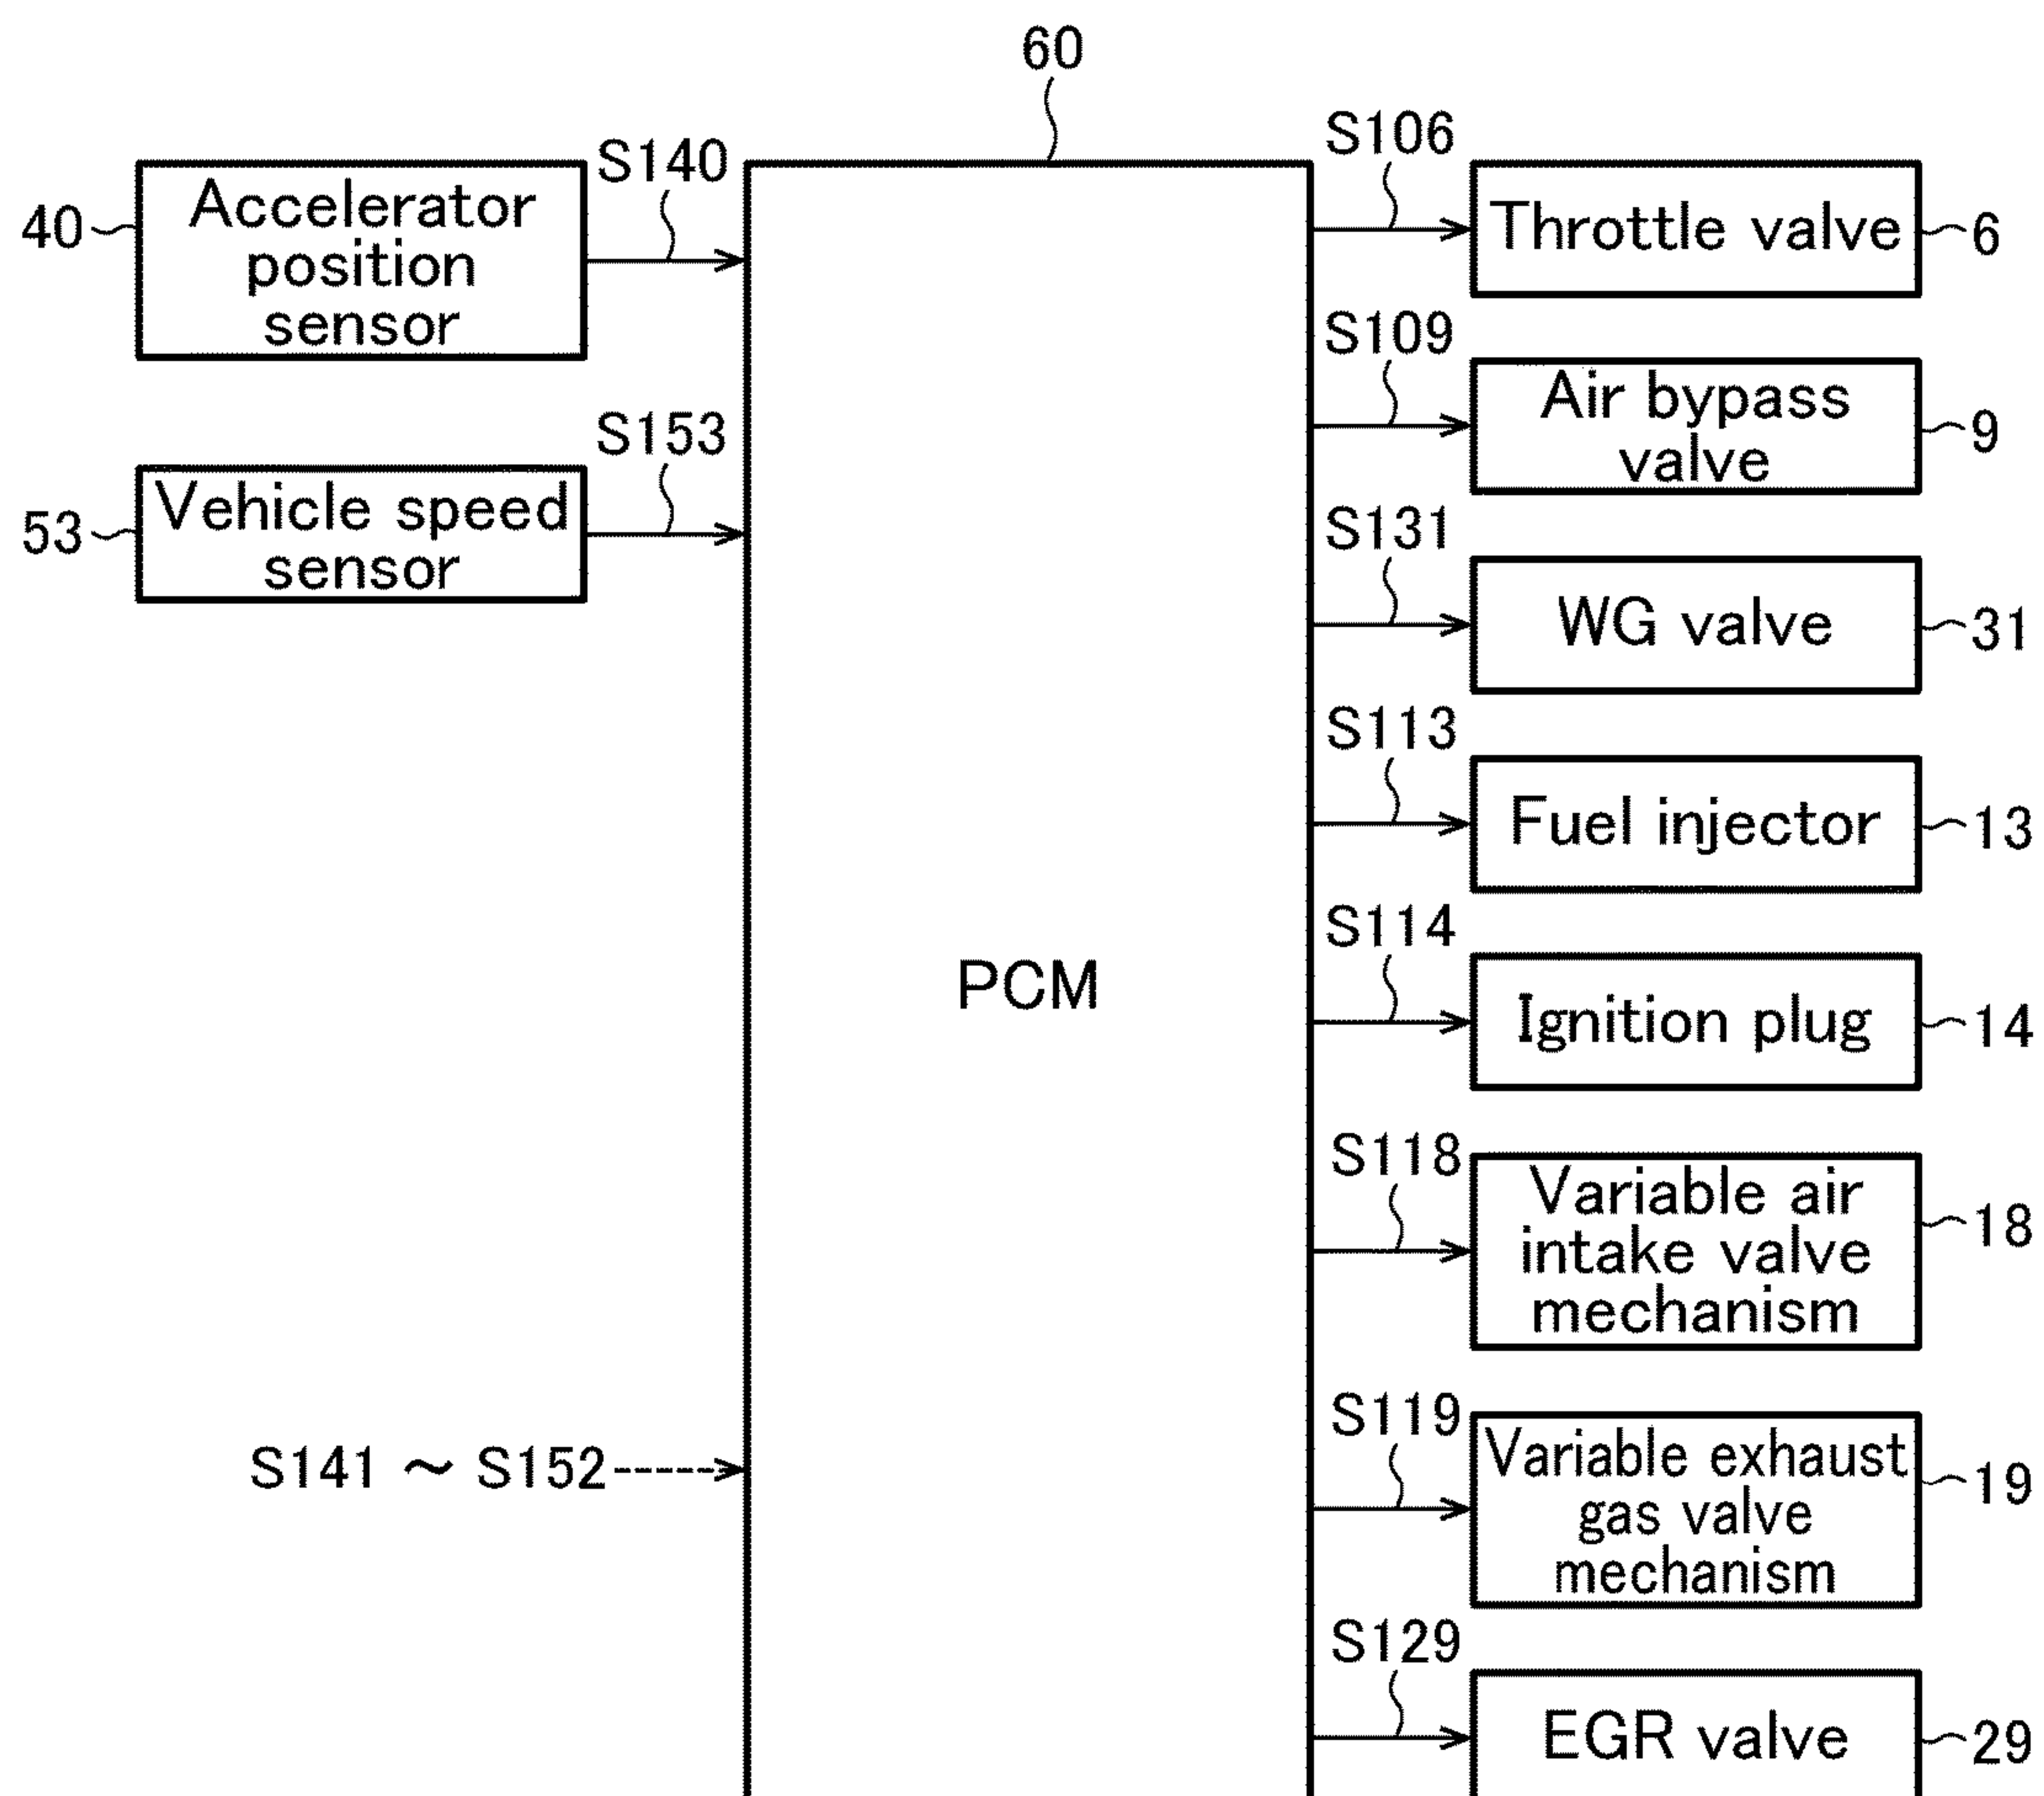 60
40
Accelerator
position
sensor
S140
53
Vehicle speed
sensor
S153
S141 ～ S152
PCM
S106
Throttle valve
6
S109
Air bypass
valve
9
S131
WG valve
31
S113
Fuel injector
13
S114
Ignition plug
14
S118
Variable air
intake valve
mechanism
18
S119
Variable exhaust
gas valve
mechanism
19
S129
EGR valve
29